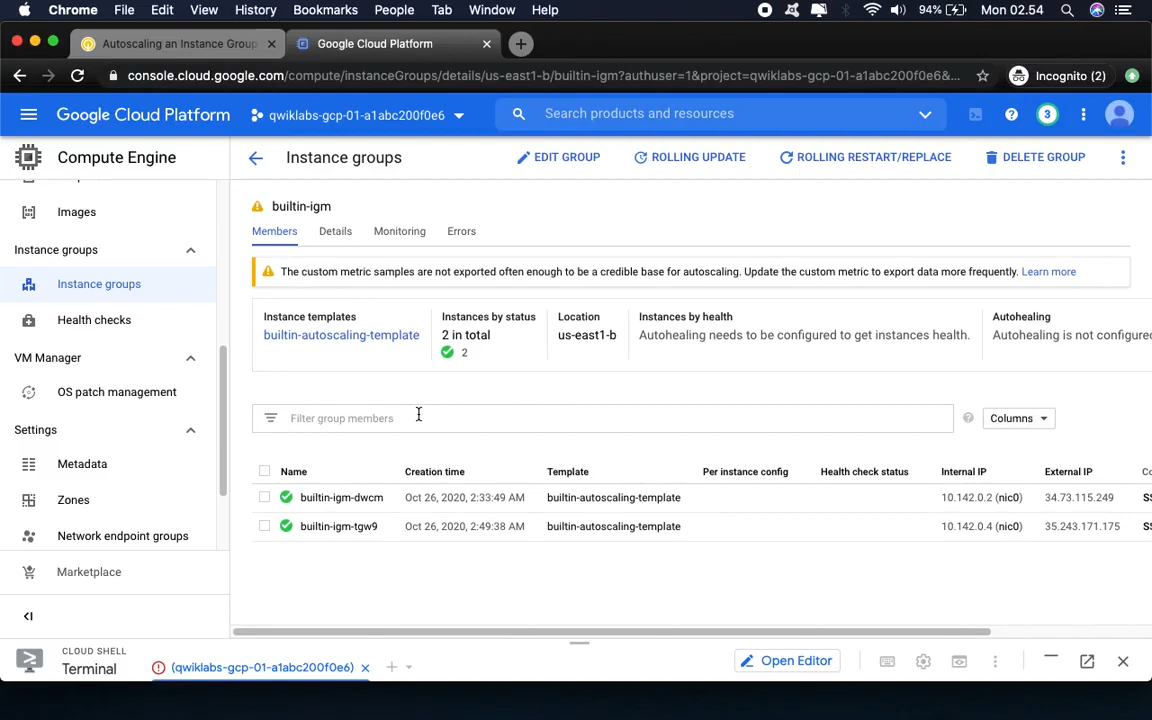 Chrome File Edit View History Bookmarks People Tab Window Help 94% Mon 02.54
Autoscaling an Instance Group Google Cloud Platform
console.cloud.google.com/compute/instanceGroups/details/us-east1-b/builtin-igm?authuser=1&project=qwiklabs-gcp-01-a1abc200f0e6&... Incognito (2)
Google Cloud Platform qwiklabs-gcp-01-a1abc200f0e6 Search products and resources 3
Compute Engine Instance groups EDIT GROUP ROLLING UPDATE ROLLING RESTART/REPLACE DELETE GROUP
Images
Instance groups
Instance groups
Health checks
VM Manager
OS patch management
Settings
Metadata
Zones
Network endpoint groups
Marketplace
builtin-igm
Members Details Monitoring Errors
The custom metric samples are not exported often enough to be a credible base for autoscaling. Update the custom metric to export data more frequently. Learn more
Instance templates Instances by status Location Instances by health Autohealing
builtin-autoscaling-template 2 in total us-east1-b Autohealing needs to be configured to get instances health. Autohealing is not configured
2
Filter group members Columns
Name Creation time Template Per instance config Health check status Internal IP External IP
builtin-igm-dwcm Oct 26, 2020, 2:33:49 AM builtin-autoscaling-template 10.142.0.2 (nic0) 34.73.115.249
builtin-igm-tgw9 Oct 26, 2020, 2:49:38 AM builtin-autoscaling-template 10.142.0.4 (nic0) 35.243.171.175
CLOUD SHELL
Terminal (qwiklabs-gcp-01-a1abc200f0e6) Open Editor